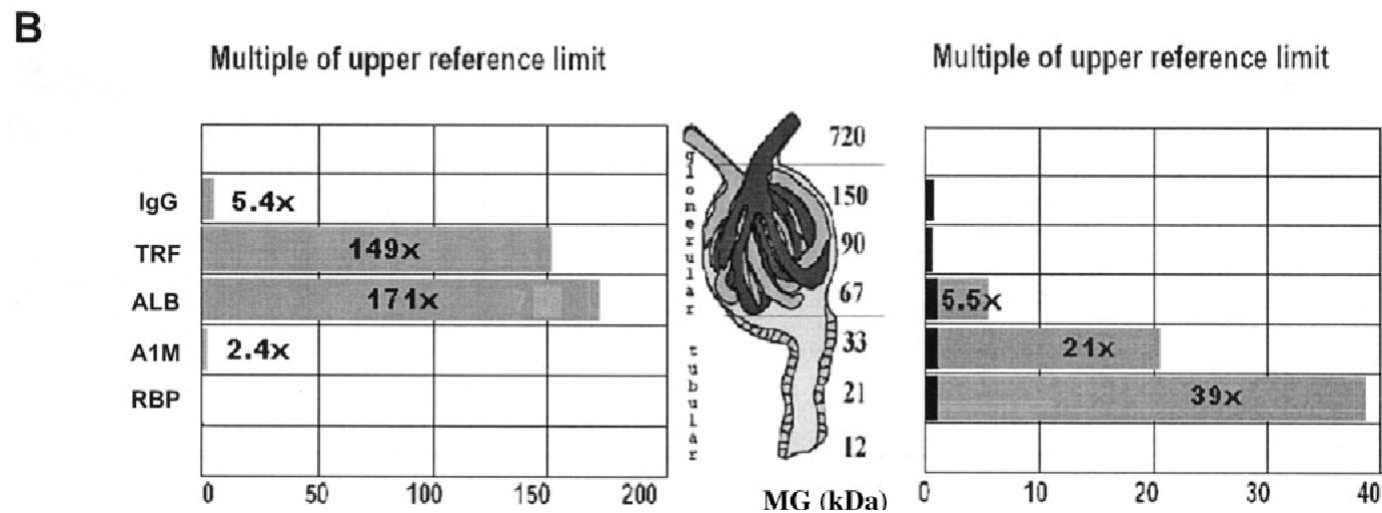 B
Multiple of upper reference limit
Multiple of upper reference limit
IgG
TRF
ALB
A1M
RBP
5.4x
149x
171x
2.4x
0 50 100 150 200
glonerular
tubular
720
150
90
67
33
21
12
MG (kDa)
5.5x
21x
39x
0 10 20 30 40